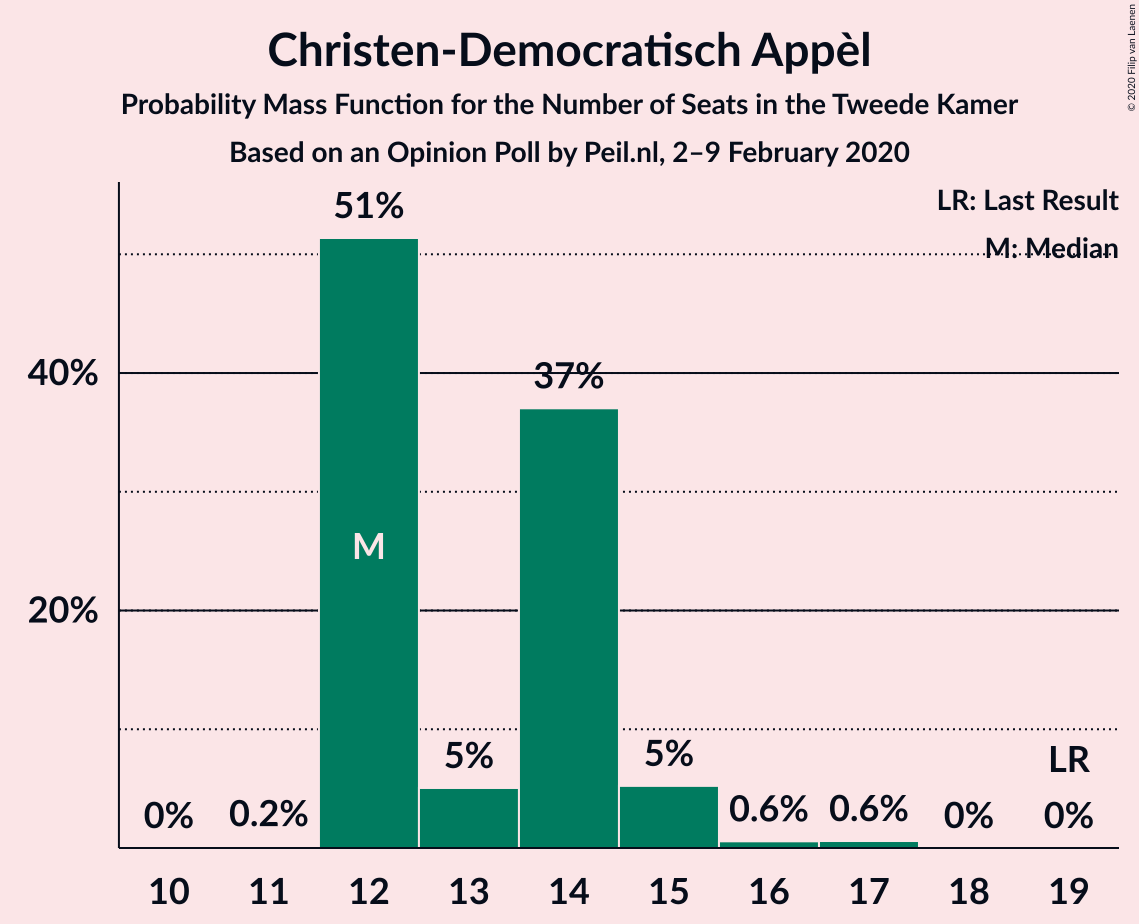 Christen-Democratisch Appèl
Probability Mass Function for the Number of Seats in the Tweede Kamer
Based on an Opinion Poll by Peil.nl, 2–9 February 2020
© 2020 Filip van Laenen
LR: Last Result
M: Median
51%
40%
37%
M
20%
5%
5%
LR
0%
0.2%
0.6%
0.6%
0%
0%
10 11 12 13 14 15 16 17 18 19